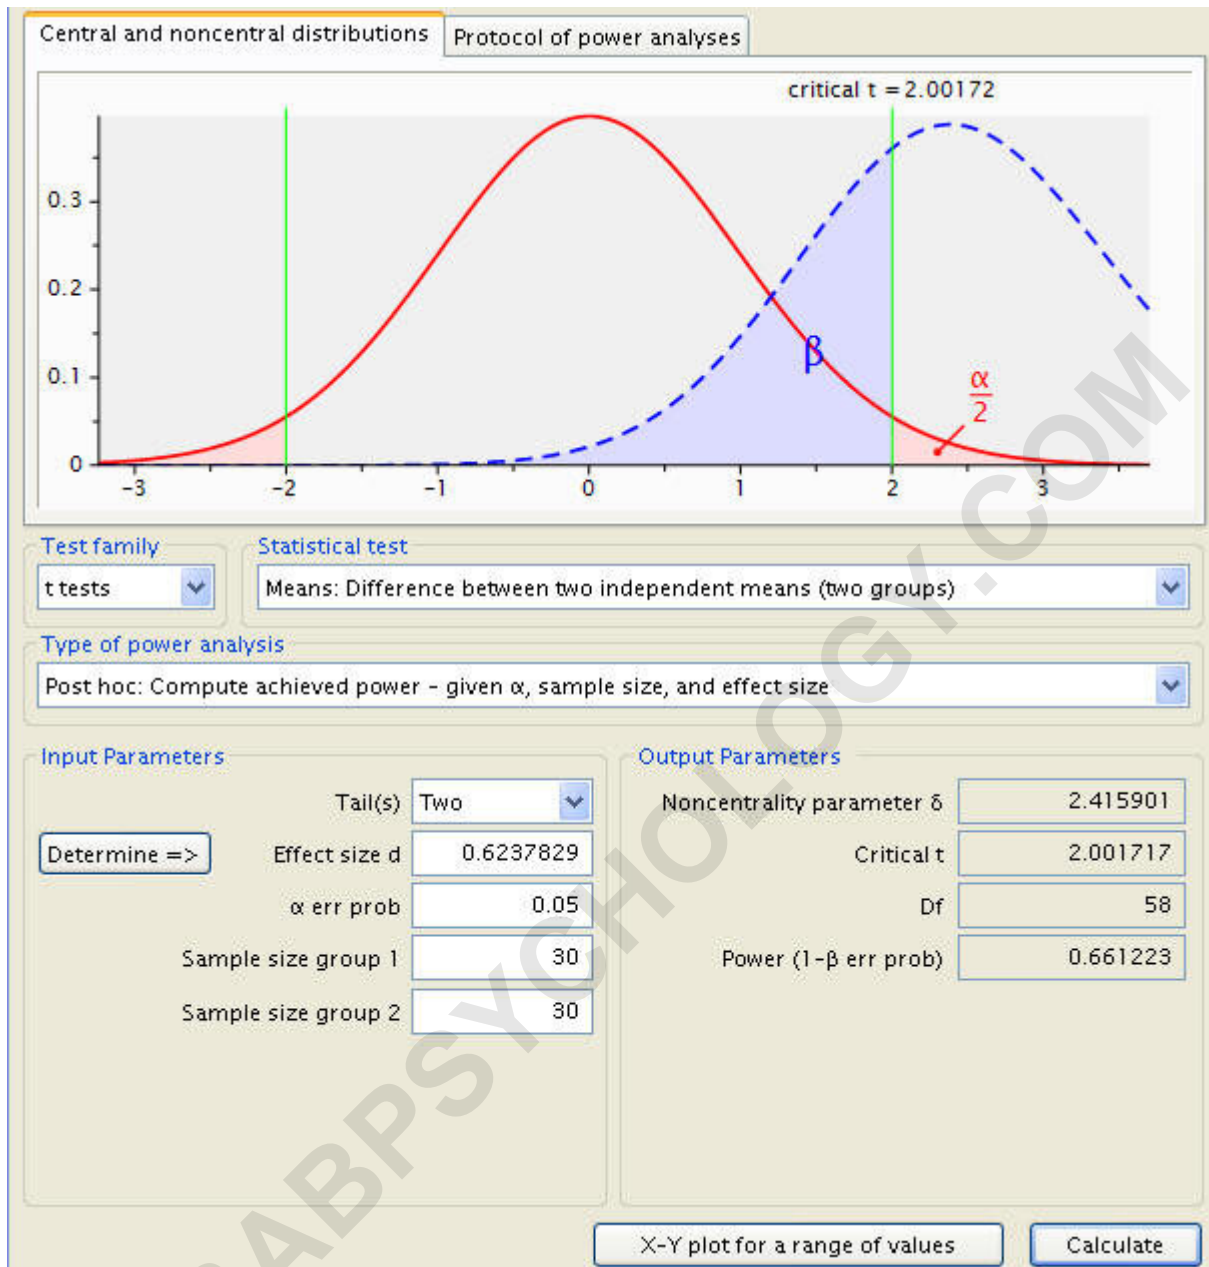 Central and noncentral distributions Protocol of power analyses
critical t = 2.00172
0.3
0.2
0.1
0
β
α
2
-3 -2 -1 0 1 2 3
Test family Statistical test
t tests Means: Difference between two independent means (two groups)
Type of power analysis
Post hoc: Compute achieved power - given α, sample size, and effect size
Input Parameters Output Parameters
Tail(s) Two Noncentrality parameter δ 2.415901
Determine => Effect size d 0.6237829 Critical t 2.001717
α err prob 0.05 Df 58
Sample size group 1 30 Power (1-β err prob) 0.661223
Sample size group 2 30
X-Y plot for a range of values Calculate
ABPSYCHOLOGY.COM